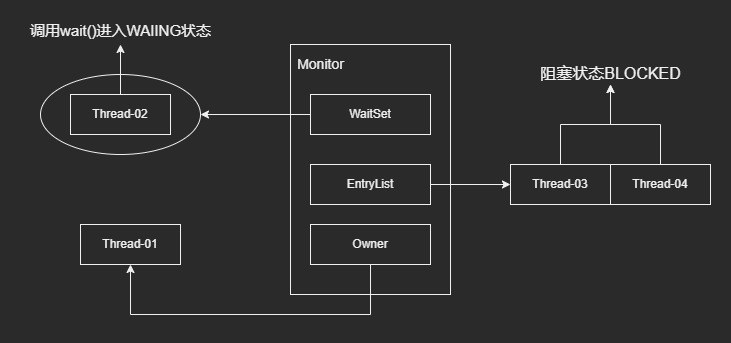 调用wait()进入WAIING状态
Monitor
阻塞状态BLOCKED
Thread-02
WaitSet
EntryList
Thread-03
Thread-04
Thread-01
Owner